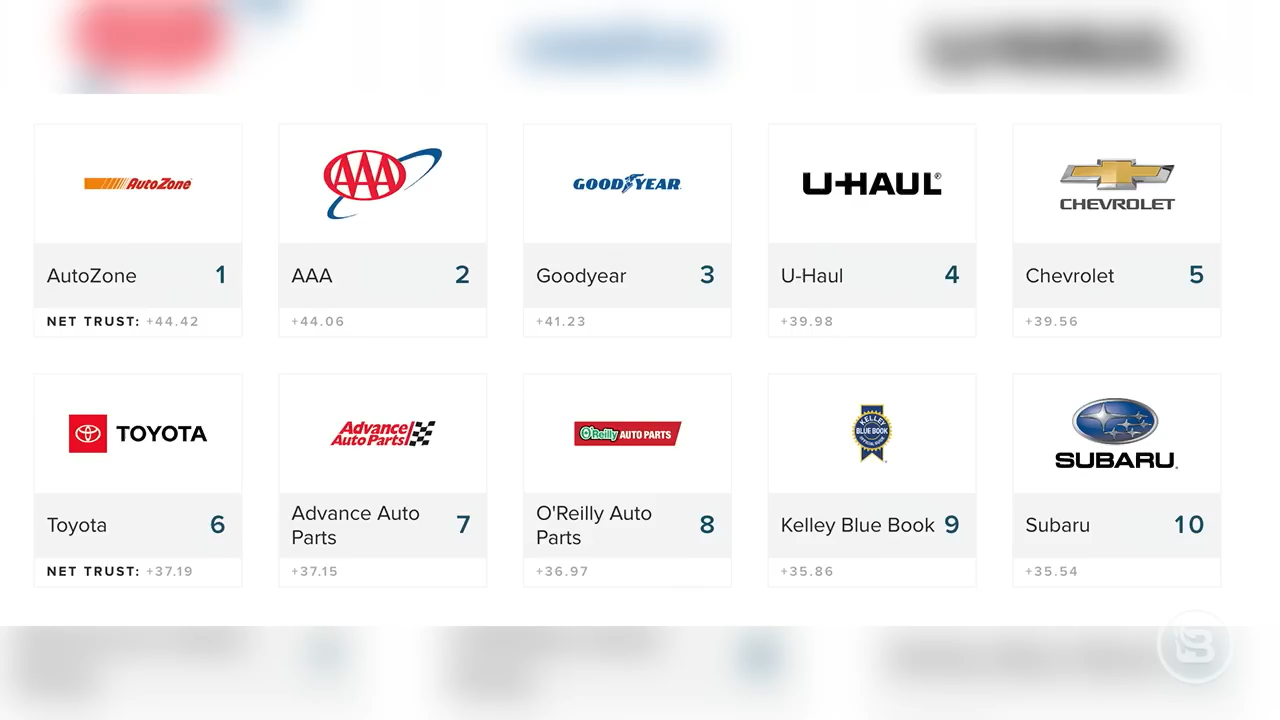 AutoZone
AAA
GOODYEAR
U-HAUL®
CHEVROLET
AutoZone 1
AAA 2
Goodyear 3
U-Haul 4
Chevrolet 5
NET TRUST: +44.42
+44.06
+41.23
+39.98
+39.56
TOYOTA
Advance
Auto Parts
O'Reilly AUTO PARTS
KELLEY
BLUE BOOK
SUBARU
Toyota 6
Advance Auto
Parts
7
O'Reilly Auto
Parts
8
Kelley Blue Book 9
Subaru 10
NET TRUST: +37.19
+37.15
+36.97
+35.86
+35.54